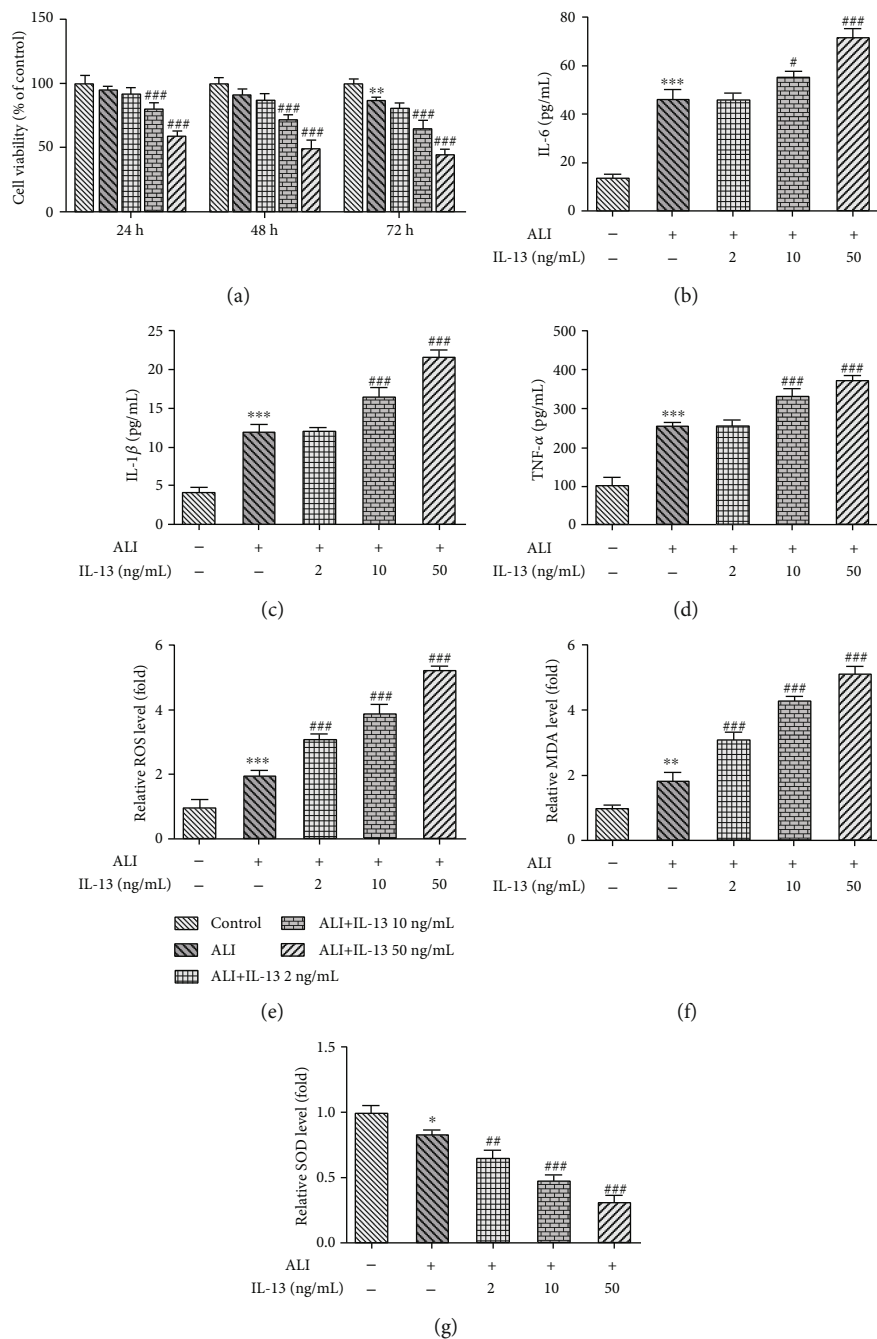 150
100
50
0
Cell viability (% of control)
###
###
**
###
###
###
###
24 h
48 h
72 h
(a)
80
60
40
20
0
IL-6 (pg/mL)
***
#
###
ALI − + + + +
IL-13 (ng/mL) − − 2 10 50
(b)
25
20
15
10
5
0
IL-1β (pg/mL)
***
###
###
ALI − + + + +
IL-13 (ng/mL) − − 2 10 50
(c)
500
400
300
200
100
0
TNF-α (pg/mL)
***
###
###
ALI − + + + +
IL-13 (ng/mL) − − 2 10 50
(d)
6
4
2
0
Relative ROS level (fold)
***
###
###
###
ALI − + + + +
IL-13 (ng/mL) − − 2 10 50
Control
ALI
ALI+IL-13 2 ng/mL
ALI+IL-13 10 ng/mL
ALI+IL-13 50 ng/mL
(e)
6
4
2
0
Relative MDA level (fold)
**
###
###
###
ALI − + + + +
IL-13 (ng/mL) − − 2 10 50
(f)
1.5
1.0
0.5
0.0
Relative SOD level (fold)
*
##
###
###
ALI − + + + +
IL-13 (ng/mL) − − 2 10 50
(g)